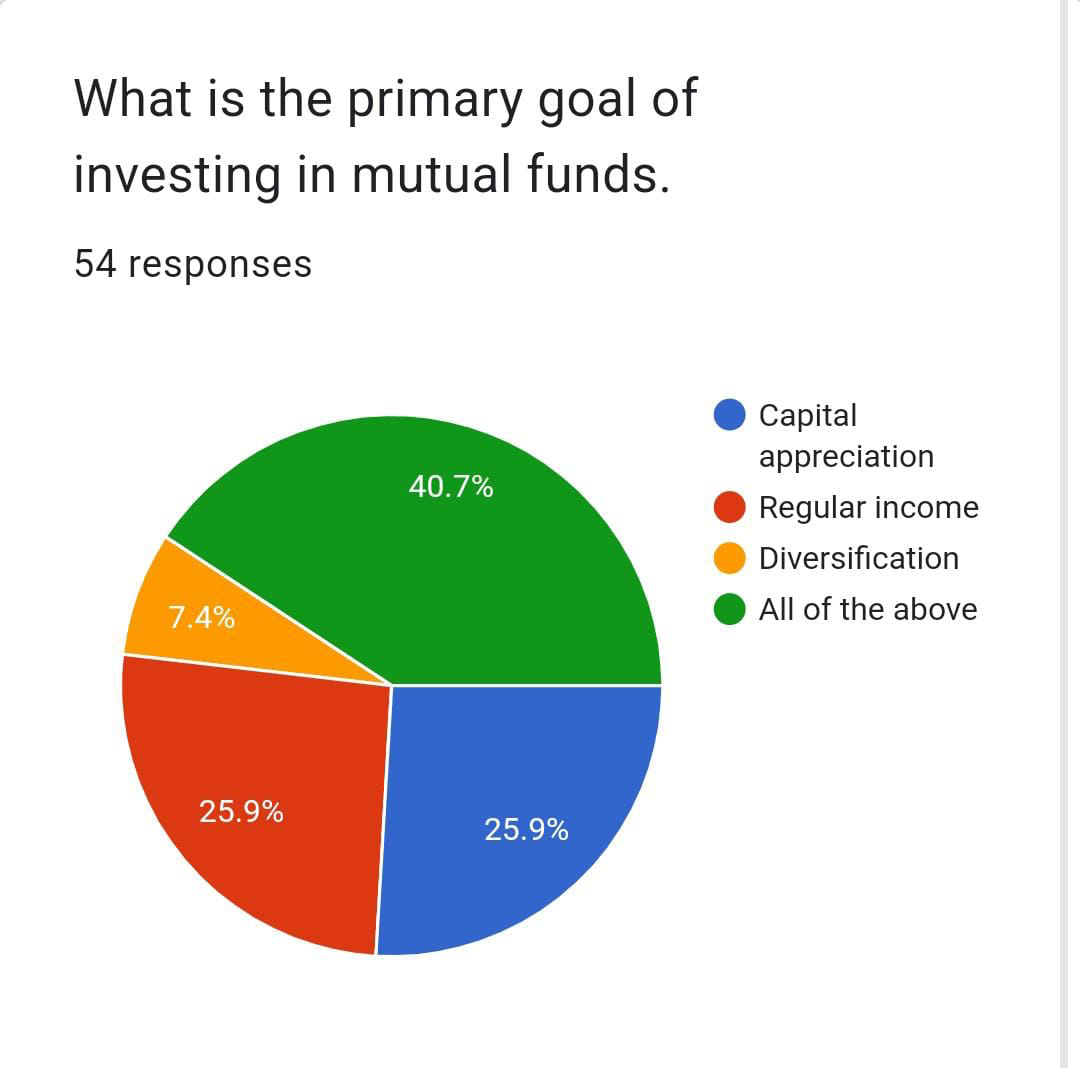 What is the primary goal of
investing in mutual funds.
54 responses
Capital
appreciation
Regular income
Diversification
All of the above
40.7%
7.4%
25.9%
25.9%